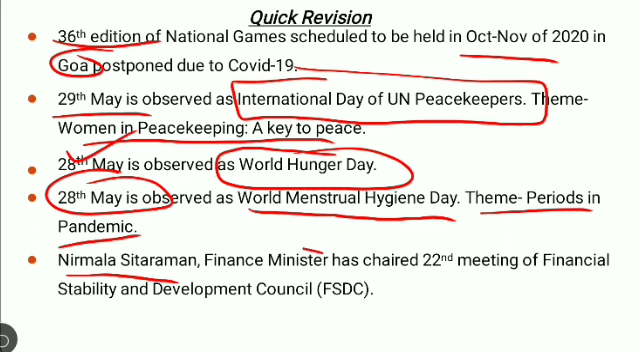 Quick Revision
36th edition of National Games scheduled to be held in Oct-Nov of 2020 in
Goa postponed due to Covid-19.
29th May is observed as International Day of UN Peacekeepers. Theme-
Women in Peacekeeping: A key to peace.
28th May is observed as World Hunger Day.
28th May is observed as World Menstrual Hygiene Day. Theme- Periods in
Pandemic.
Nirmala Sitaraman, Finance Minister has chaired 22nd meeting of Financial
Stability and Development Council (FSDC).